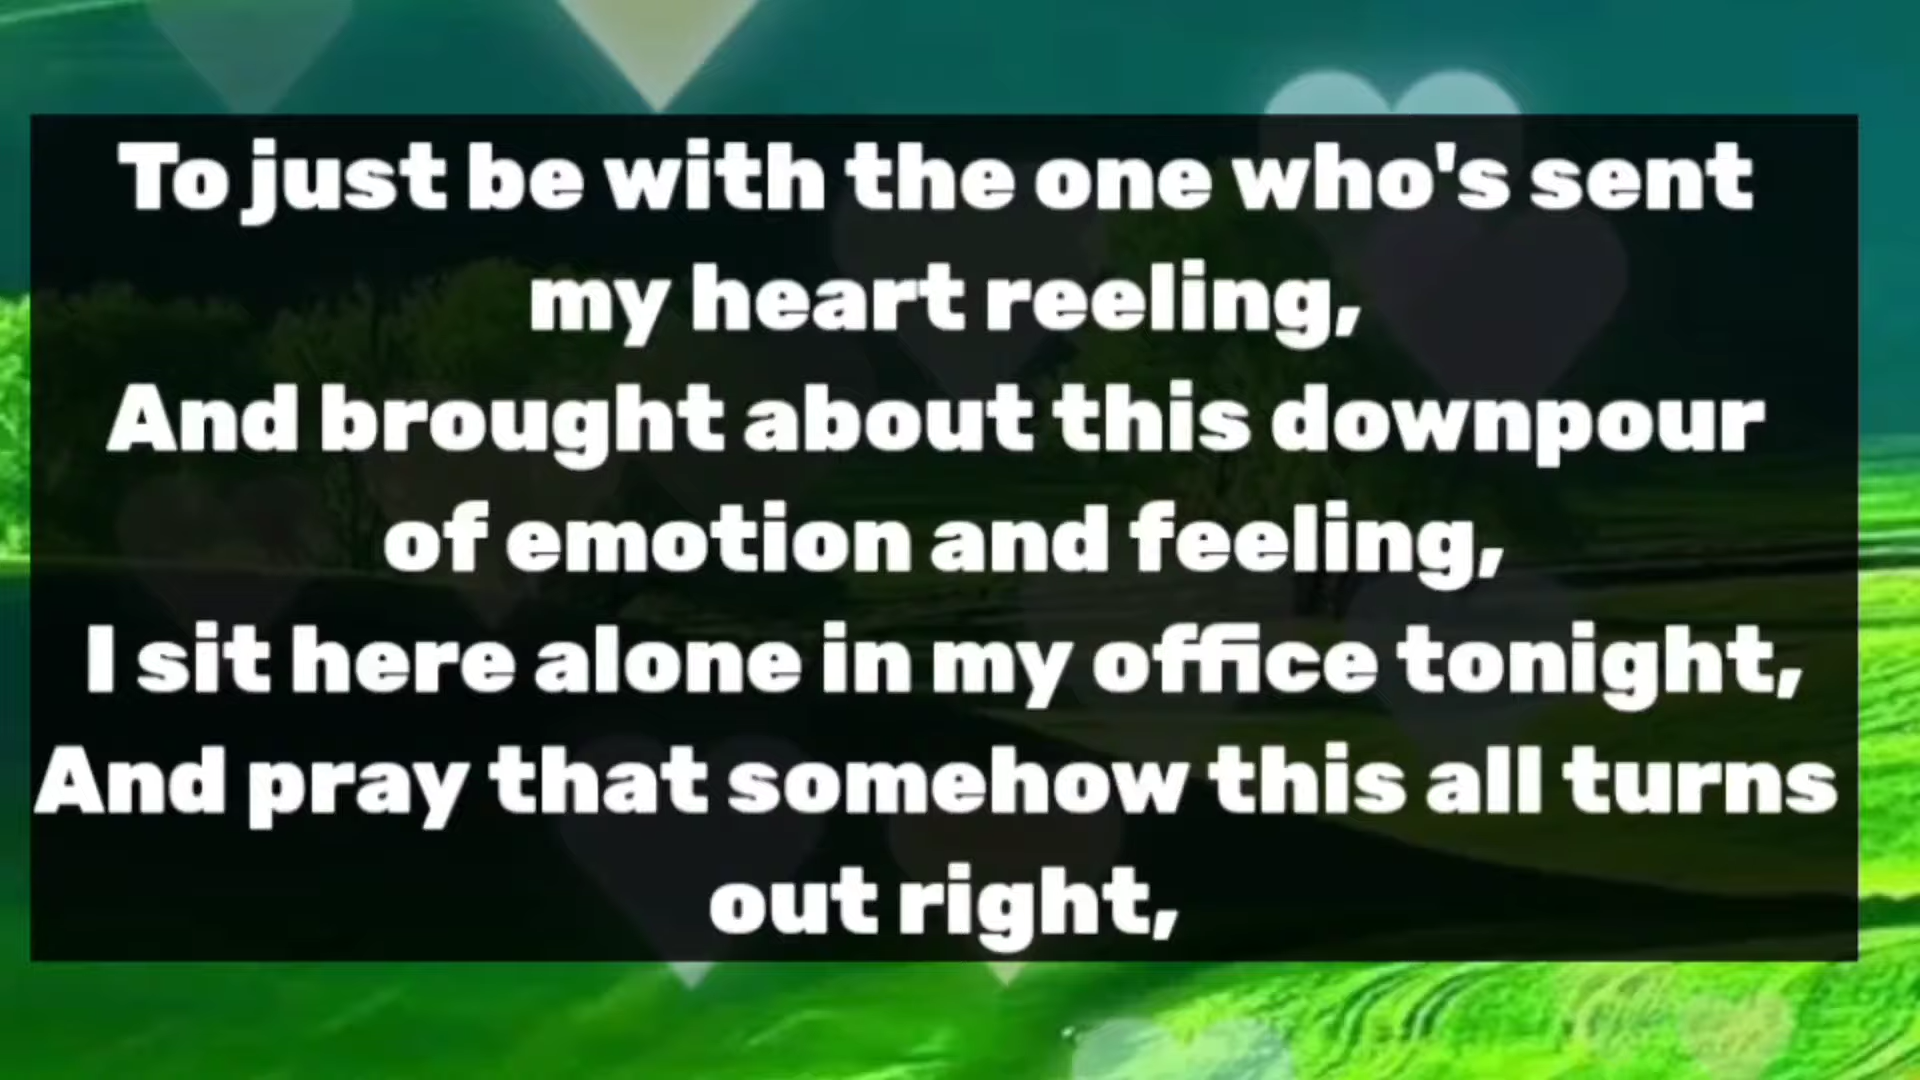 To just be with the one who's sent
my heart reeling,
And brought about this downpour
of emotion and feeling,
I sit here alone in my office tonight,
And pray that somehow this all turns
out right,